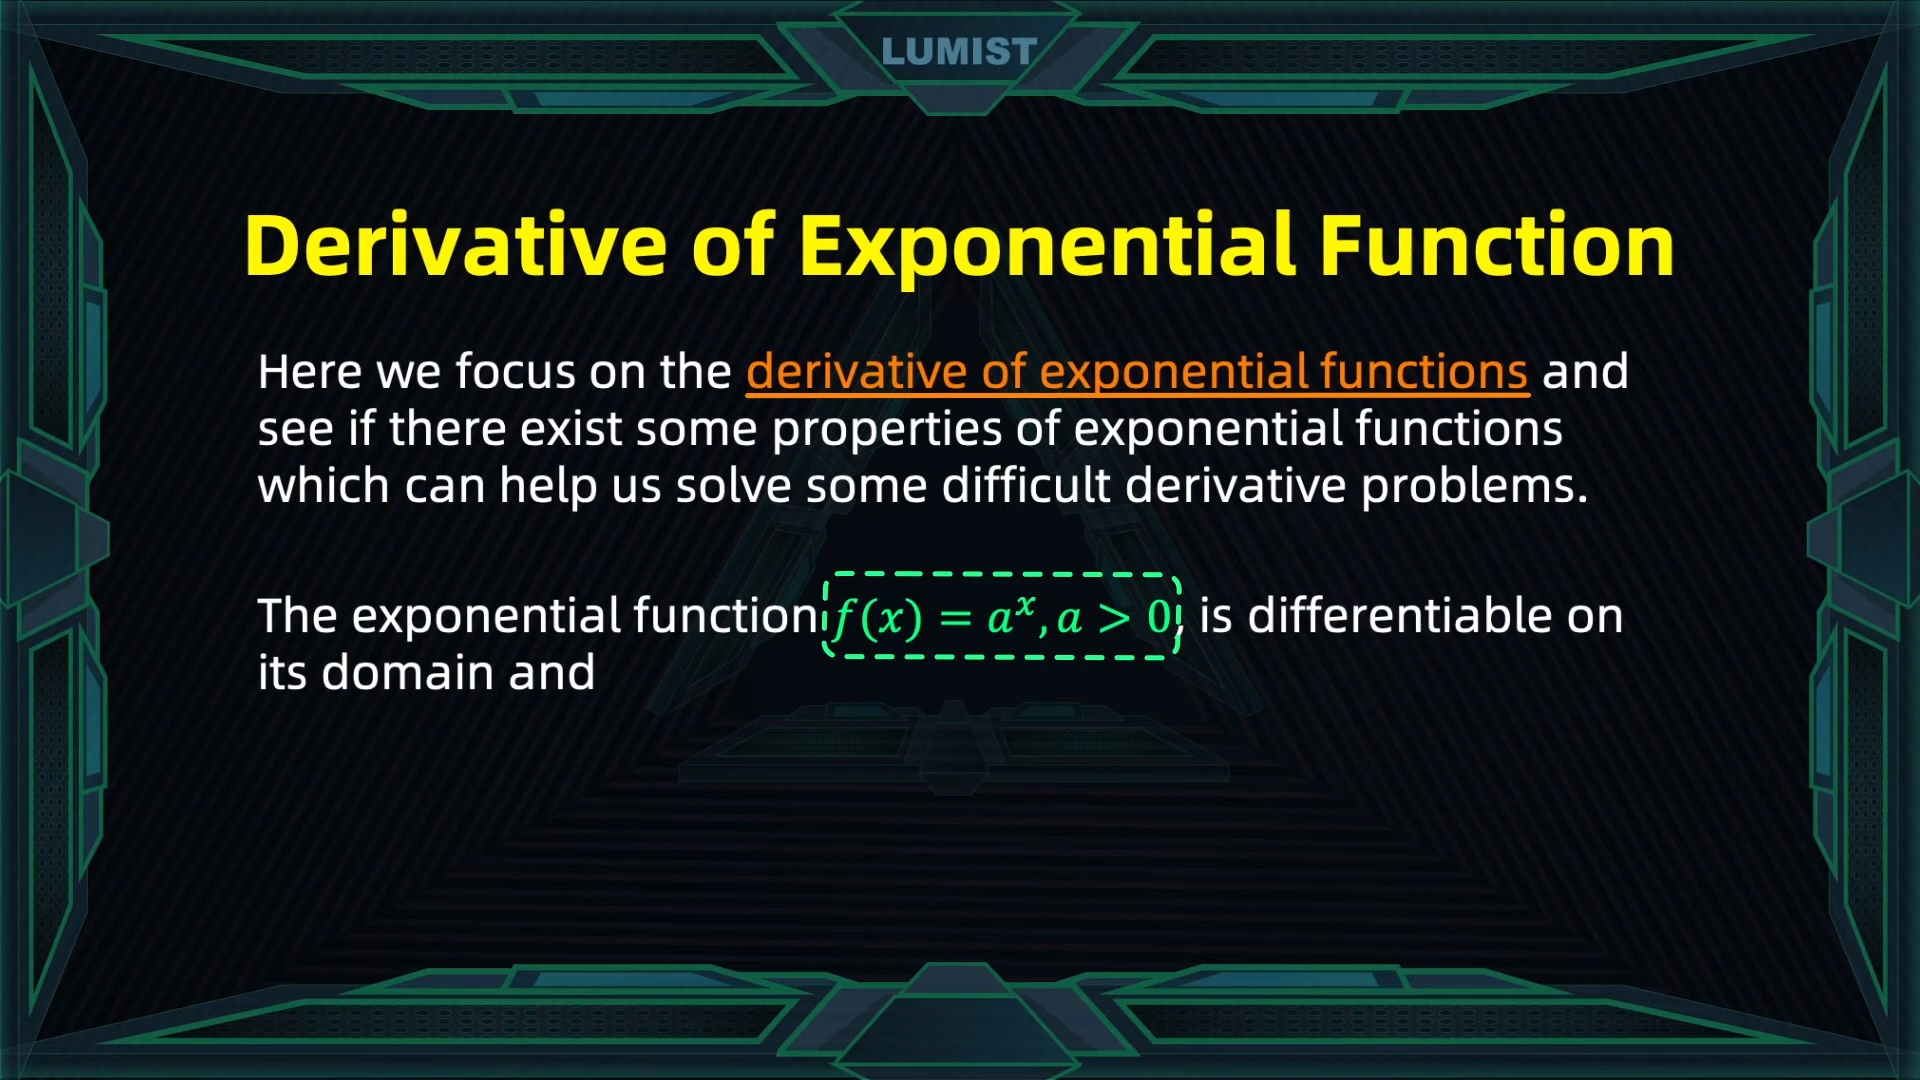 LUMIST
Derivative of Exponential Function
Here we focus on the derivative of exponential functions and
see if there exist some properties of exponential functions
which can help us solve some difficult derivative problems.
The exponential function f(x) = aˣ, a > 0, is differentiable on
its domain and